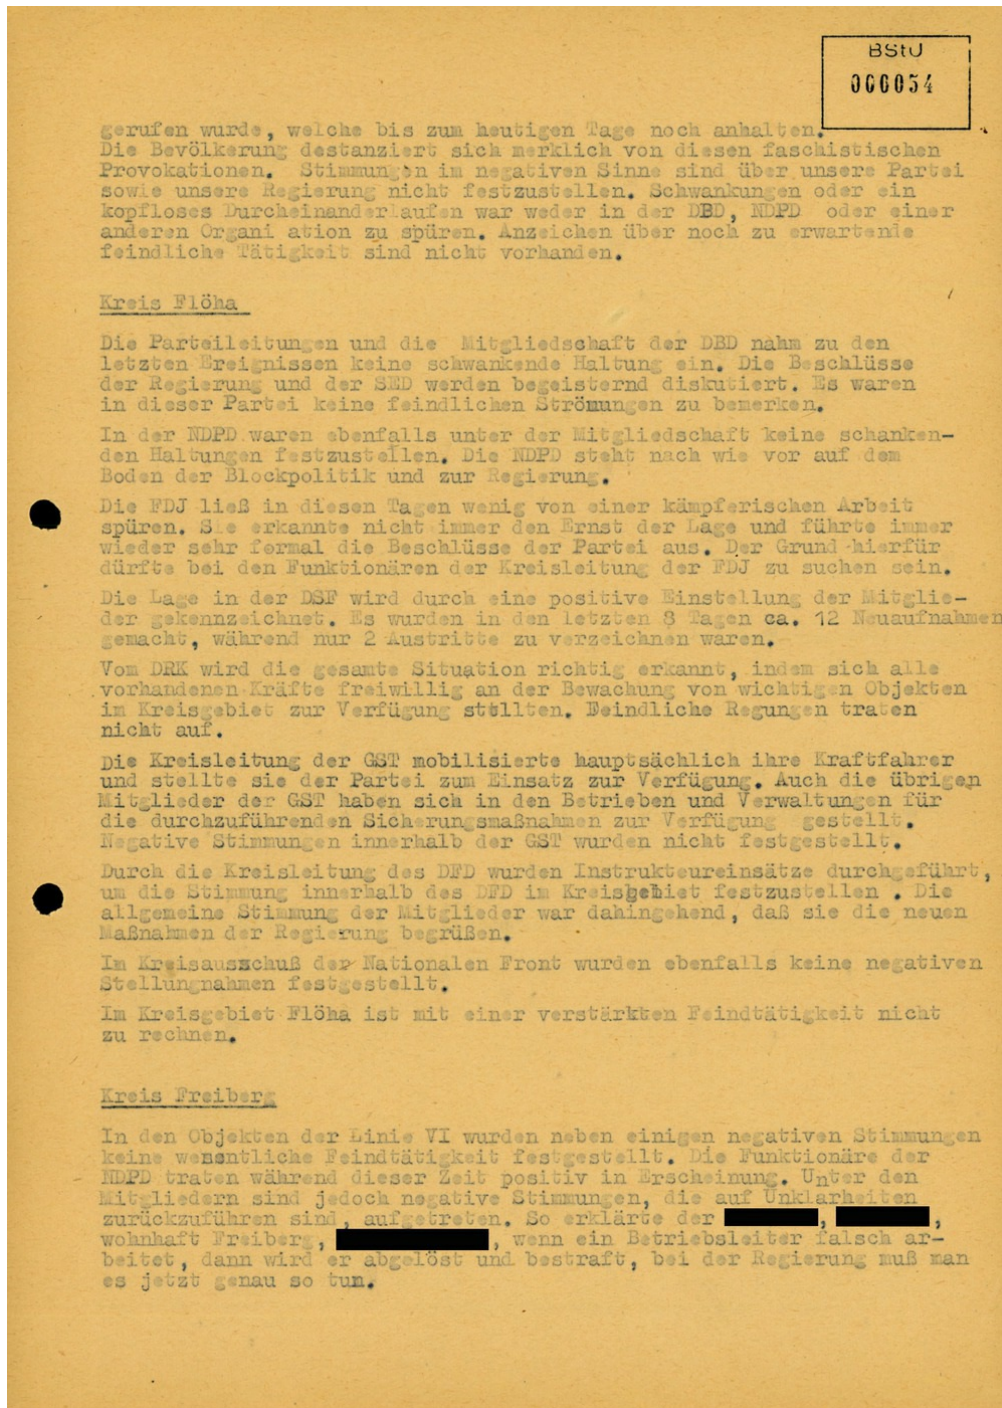 BStU
000054
gerufen wurde, welche bis zum heutigen Tage noch anhalten.
Die Bevölkerung destanziert sich merklich von diesen faschistischen
Provokationen. Stimmungen im negativen Sinne sind über unsere Partei
sowie unsere Regierung nicht festzustellen. Schwankungen oder ein
kopfloses Durcheinanderlaufen war weder in der DBD, NDPD oder einer
anderen Organi ation zu spüren. Anzeichen über noch zu erwartende
feindliche Tätigkeit sind nicht vorhanden.
Kreis Flöha
Die Parteileitungen und die Mitgliedschaft der DBD nahm zu den
letzten Ereignissen keine schwankende Haltung ein. Die Beschlüsse
der Regierung und der SED werden begeisternd diskutiert. Es waren
in dieser Partei keine feindlichen Strömungen zu bemerken.
In der NDPD waren ebenfalls unter der Mitgliedschaft keine schanken-
den Haltungen festzustellen. Die NDPD steht nach wie vor auf dem
Boden der Blockpolitik und zur Regierung.
Die FDJ ließ in diesen Tagen wenig von einer kämpferischen Arbeit
spüren. Sie erkannte nicht immer den Ernst der Lage und führte immer
wieder sehr formal die Beschlüsse der Partei aus. Der Grund hierfür
dürfte bei den Funktionären der Kreisleitung der FDJ zu suchen sein.
Die Lage in der DSF wird durch eine positive Einstellung der Mitglie-
der gekennzeichnet. Es wurden in den letzten 8 Tagen ca. 12 Neuaufnahmen
gemacht, während nur 2 Austritte zu verzeichnen waren.
Vom DRK wird die gesamte Situation richtig erkannt, indem sich alle
vorhandenen Kräfte freiwillig an der Bewachung von wichtigen Objekten
im Kreisgebiet zur Verfügung stellten. Feindliche Regungen traten
nicht auf.
Die Kreisleitung der GST mobilisierte hauptsächlich ihre Kraftfahrer
und stellte sie der Partei zum Einsatz zur Verfügung. Auch die übrigen
Mitglieder der GST haben sich in den Betrieben und Verwaltungen für
die durchzuführenden Sicherungsmaßnahmen zur Verfügung gestellt.
Negative Stimmungen innerhalb der GST wurden nicht festgestellt.
Durch die Kreisleitung des DFD wurden Instrukteureinsätze durchgeführt,
um die Stimmung innerhalb des DFD im Kreisgebiet festzustellen . Die
allgemeine Stimmung der Mitglieder war dahingehend, daß sie die neuen
Maßnahmen der Regierung begrüßen.
Im Kreisausschuß der Nationalen Front wurden ebenfalls keine negativen
Stellungnahmen festgestellt.
Im Kreisgebiet Flöha ist mit einer verstärkten Feindtätigkeit nicht
zu rechnen.
Kreis Freiberg
In den Objekten der Linie VI wurden neben einigen negativen Stimmungen
keine wesentliche Feindtätigkeit festgestellt. Die Funktionäre der
NDPD traten während dieser Zeit positiv in Erscheinung. Unter den
Mitgliedern sind jedoch negative Stimmungen, die auf Unklarheiten
zurückzuführen sind, aufgetreten. So erklärte der , ,
wohnhaft Freiberg, , wenn ein Betriebsleiter falsch ar-
beitet, dann wird er abgelöst und bestraft, bei der Regierung muß man
es jetzt genau so tun.